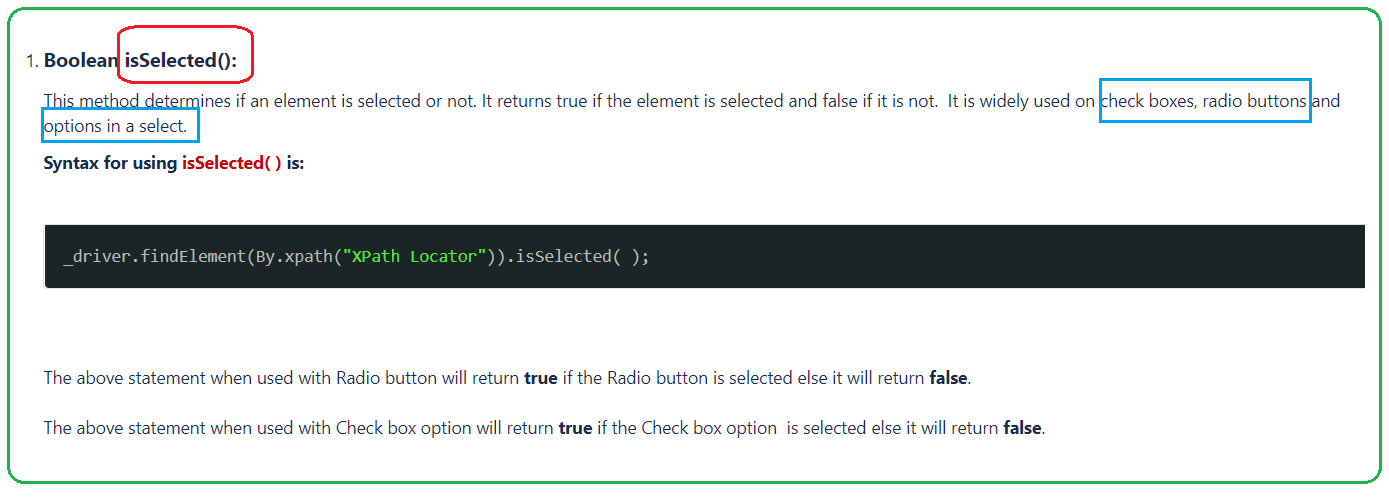 1. Boolean isSelected():
This method determines if an element is selected or not. It returns true if the element is selected and false if it is not.  It is widely used on check boxes, radio buttons and
options in a select.
Syntax for using isSelected( ) is:
_driver.findElement(By.xpath("XPath Locator")).isSelected( );
The above statement when used with Radio button will return true if the Radio button is selected else it will return false.
The above statement when used with Check box option will return true if the Check box option  is selected else it will return false.